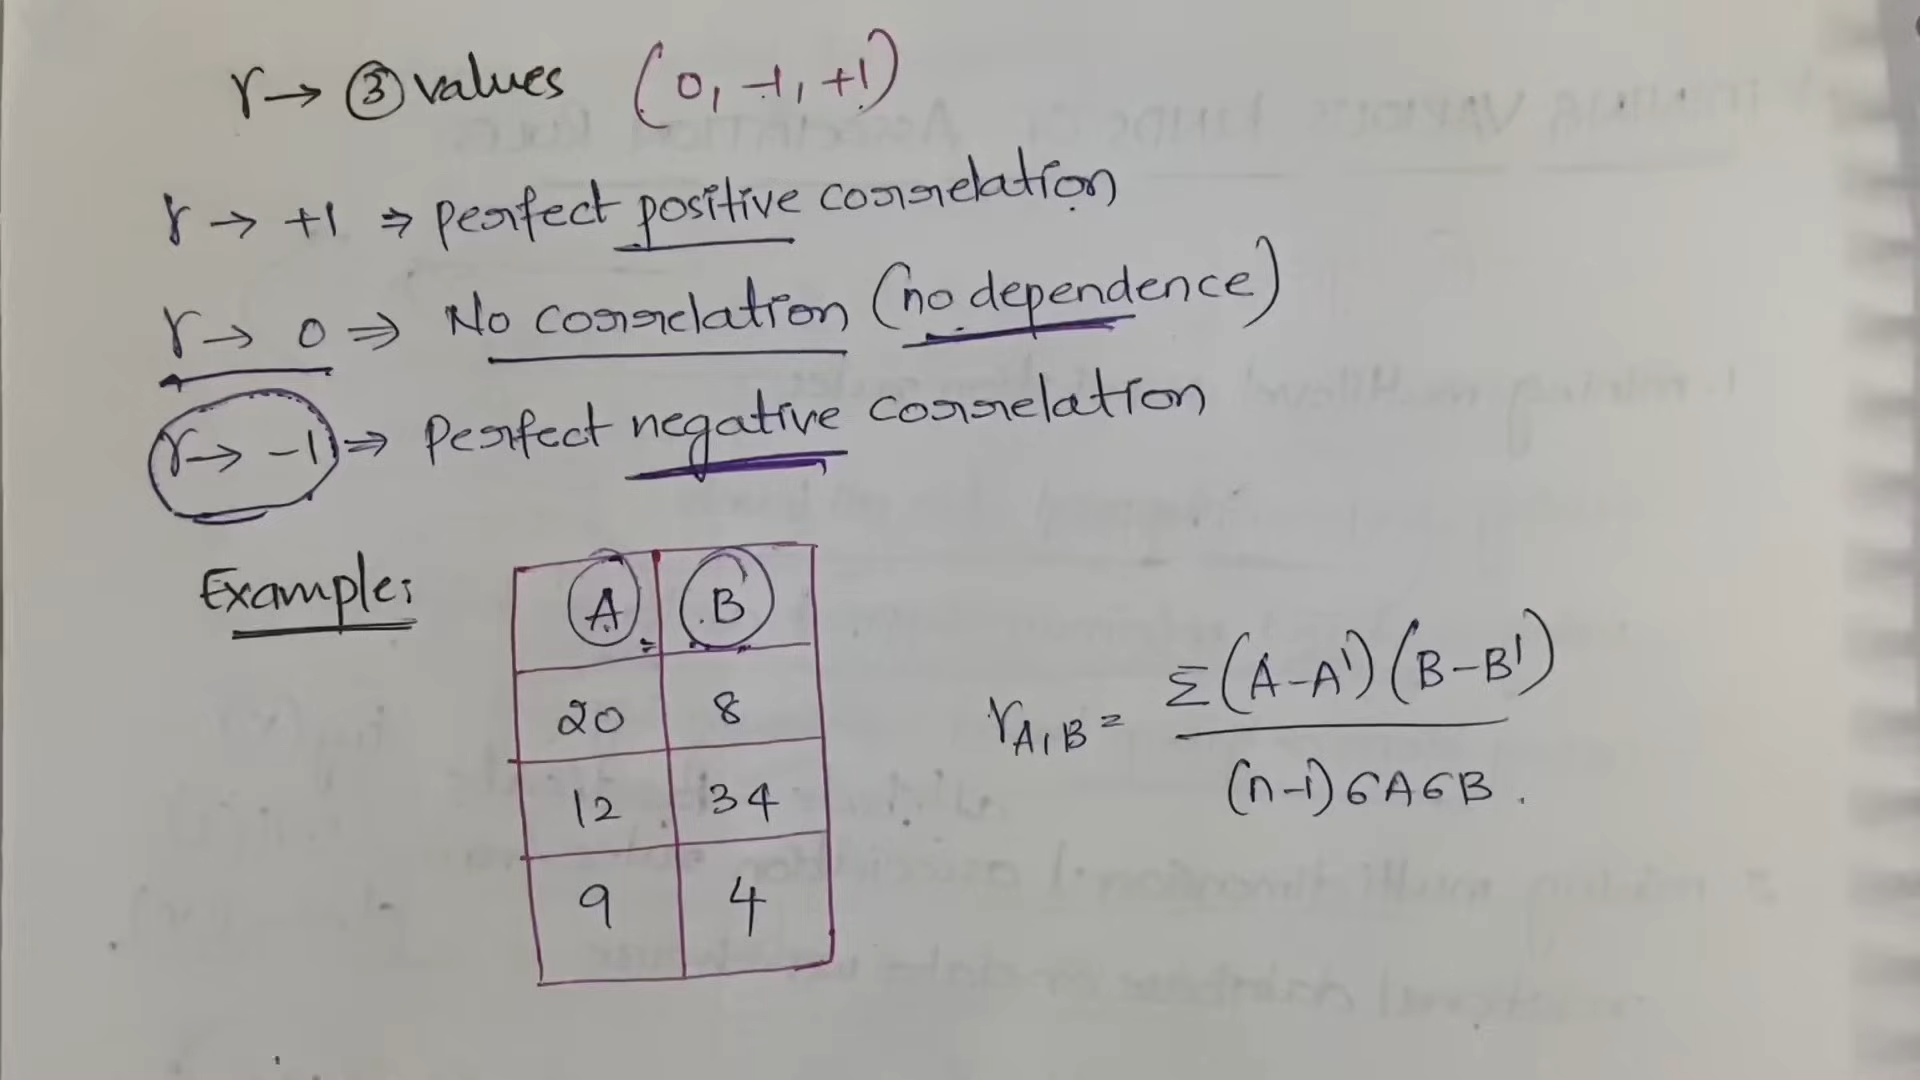 r → ③ values (0, -1, +1)
r → +1 ⇒ perfect positive correlation
r → 0 ⇒ No correlation (no dependence)
r → -1 ⇒ perfect negative correlation
Example:
A B
20 8
12 34
9 4
rA,B = Σ(A-A')(B-B')
(n-1)σAσB.